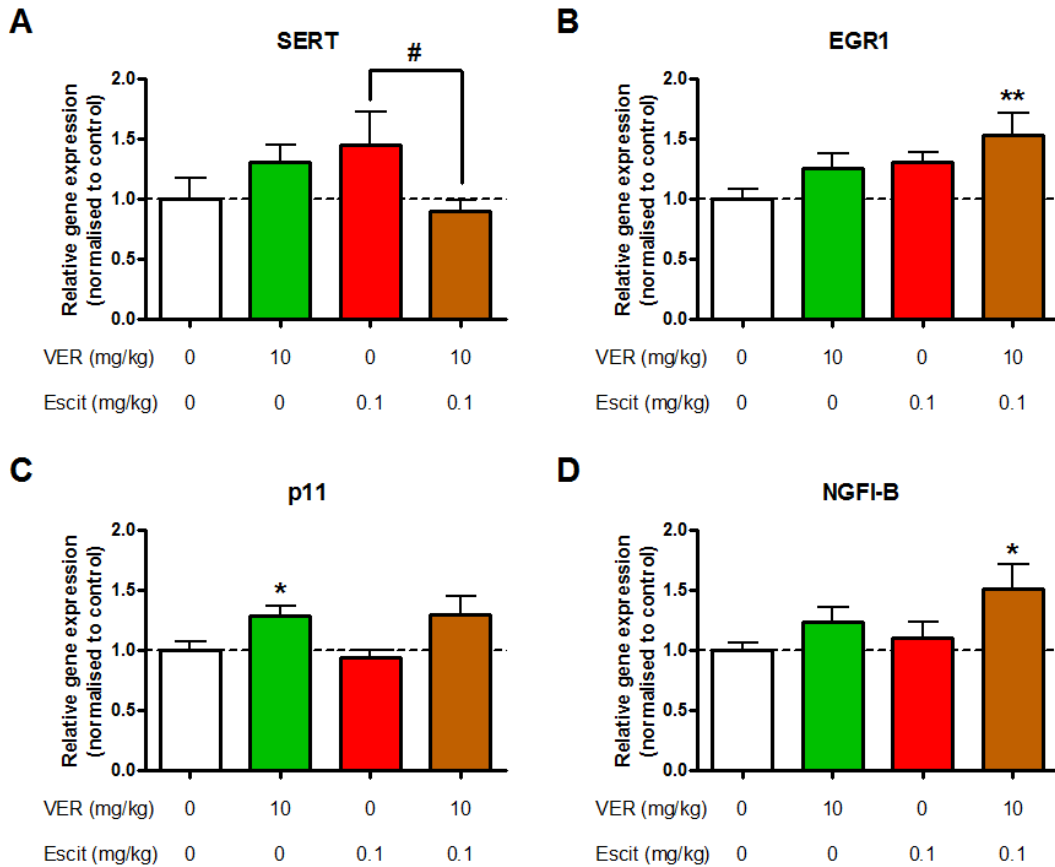 A
SERT
#
Relative gene expression
(normalised to control)
2.0
1.5
1.0
0.5
0.0
VER (mg/kg) 0 10 0 10
Escit (mg/kg) 0 0 0.1 0.1
B
EGR1
**
Relative gene expression
(normalised to control)
2.0
1.5
1.0
0.5
0.0
VER (mg/kg) 0 10 0 10
Escit (mg/kg) 0 0 0.1 0.1
C
p11
*
Relative gene expression
(normalised to control)
2.0
1.5
1.0
0.5
0.0
VER (mg/kg) 0 10 0 10
Escit (mg/kg) 0 0 0.1 0.1
D
NGFI-B
*
Relative gene expression
(normalised to control)
2.0
1.5
1.0
0.5
0.0
VER (mg/kg) 0 10 0 10
Escit (mg/kg) 0 0 0.1 0.1